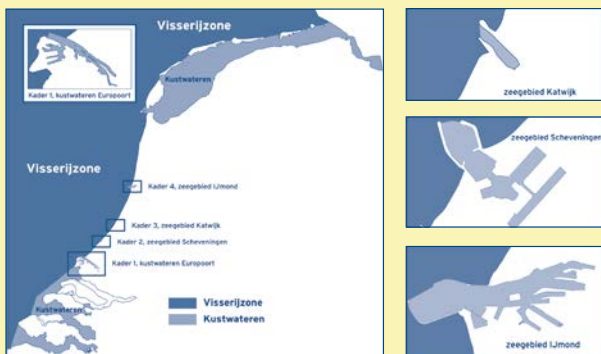 Visserijzone
Kader 1, kustwateren Europoort
Kustwateren
Visserijzone
Kader 4, zeegebied IJmond
Kader 3, zeegebied Katwijk
Kader 2, zeegebied Scheveningen
Kader 1, kustwateren Europoort
Kustwateren
Visserijzone
Kustwateren
zeegebied Katwijk
zeegebied Scheveningen
zeegebied IJmond